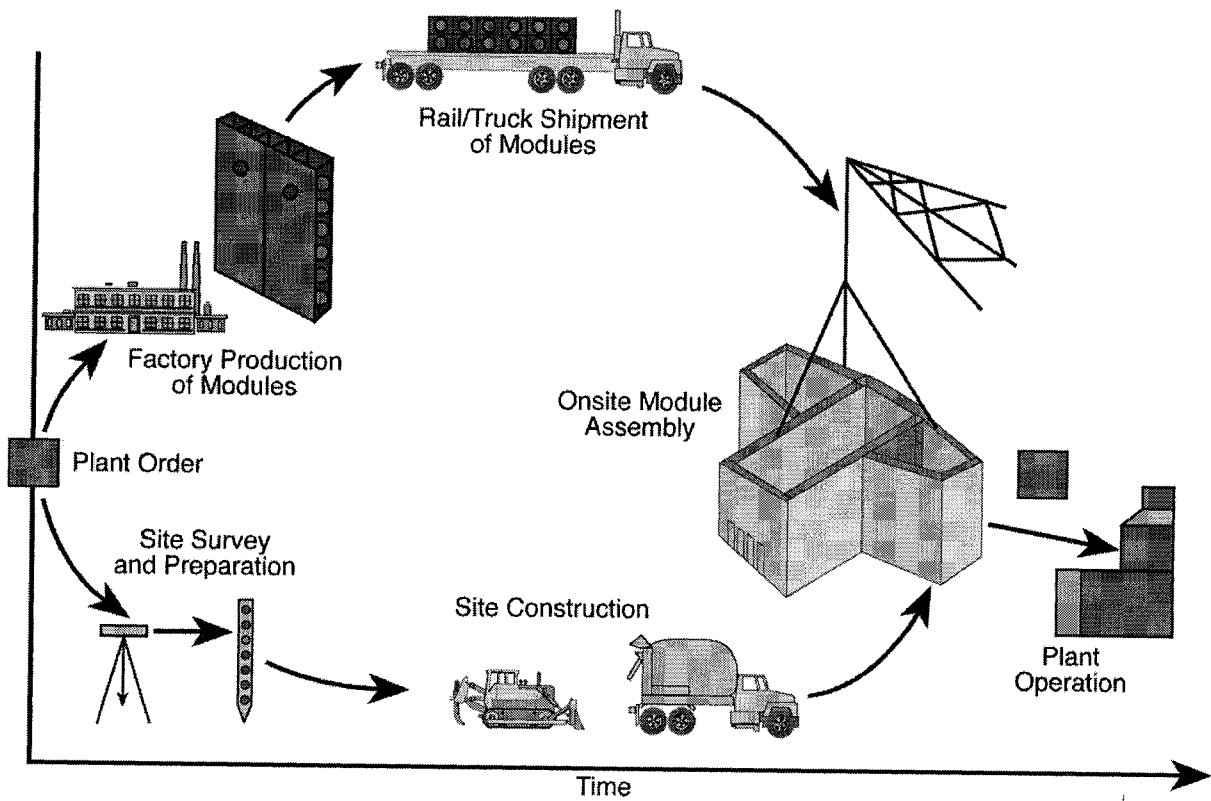 Rail/Truck Shipment
of Modules
Factory Production
of Modules
Onsite Module
Assembly
Plant Order
Site Survey
and Preparation
Site Construction
Plant
Operation
Time